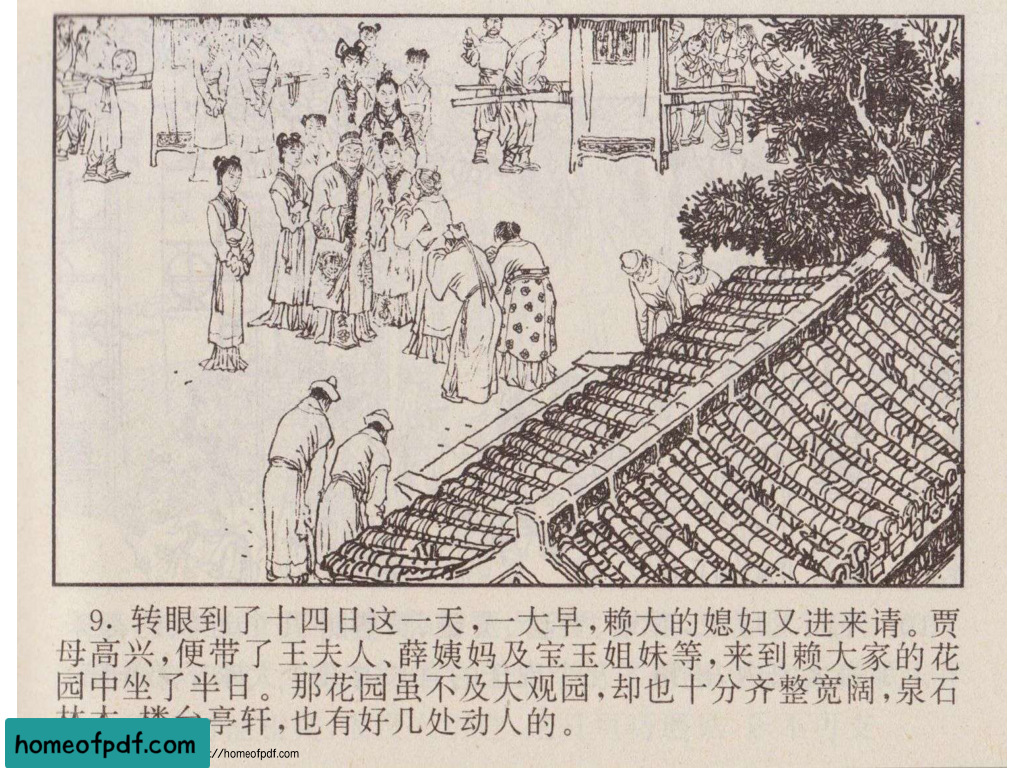 9. 转眼到了十四日这一天，一大早，赖大的媳妇又进来请。贾
母高兴，便带了王夫人、薛姨妈及宝玉姐妹等，来到赖大家的花
园中坐了半日。那花园虽不及大观园，却也十分齐整宽阔，泉石
林木、楼台亭轩，也有好几处动人的。
homeofpdf.com
://homeofpdf.com